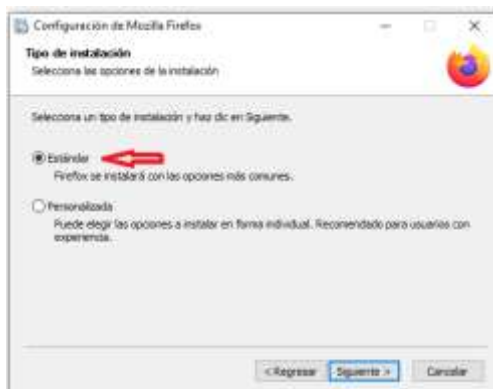 Configuración de Mozilla Firefox
Tipo de instalación
Selecciona las opciones de la instalación
Selecciona un tipo de instalación y haz clic en Siguiente.
Estándar
Firefox se instalará con las opciones más comunes.
Personalizada
Puede elegir las opciones a instalar en forma individual. Recomendado para usuarios con
experiencia.
< Regresar Siguiente > Cancelar